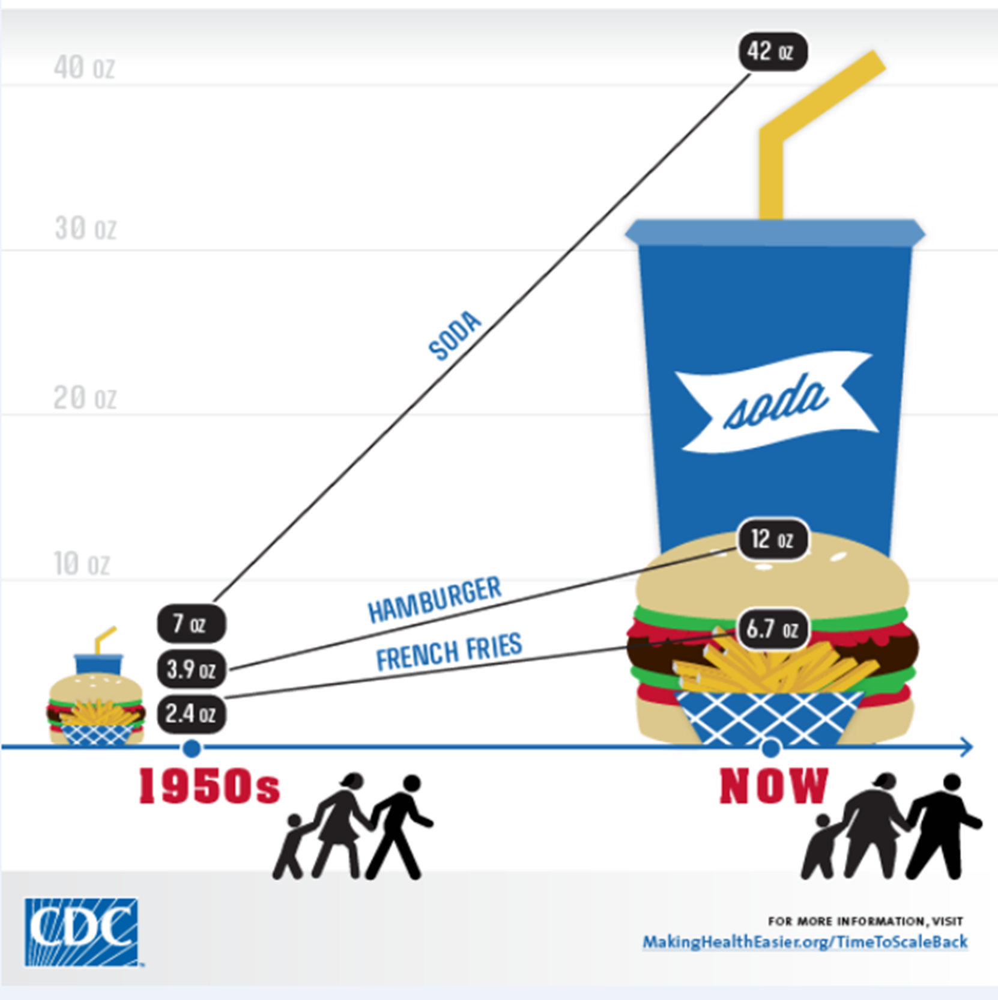 40 OZ
42 OZ
30 OZ
SODA
20 OZ
soda
12 OZ
10 OZ
HAMBURGER
7 OZ
6.7 OZ
FRENCH FRIES
3.9 OZ
2.4 OZ
1950s
NOW
CDC
FOR MORE INFORMATION, VISIT
MakingHealthEasier.org/TimeToScaleBack